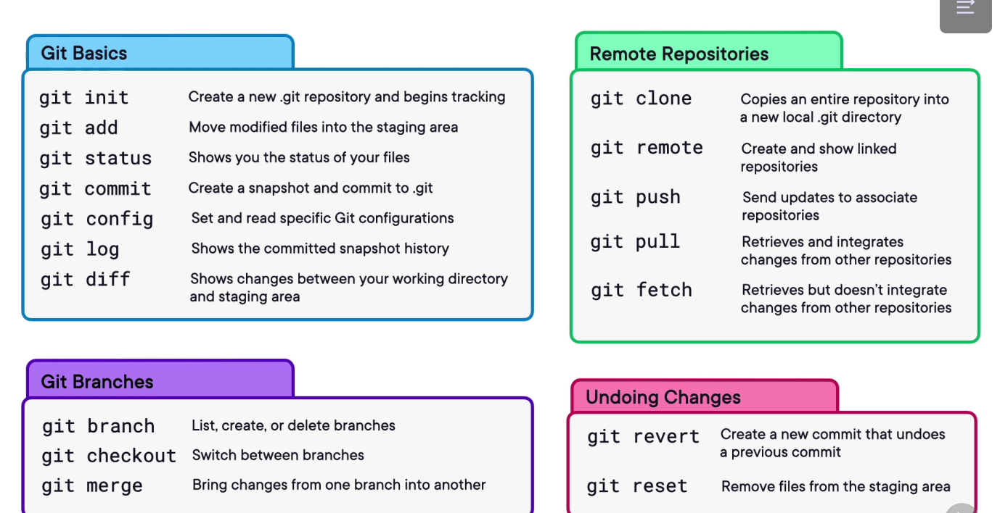 Git Basics
git init Create a new .git repository and begins tracking
git add Move modified files into the staging area
git status Shows you the status of your files
git commit Create a snapshot and commit to .git
git config Set and read specific Git configurations
git log Shows the committed snapshot history
git diff Shows changes between your working directory
and staging area
Remote Repositories
git clone Copies an entire repository into
a new local .git directory
git remote Create and show linked
repositories
git push Send updates to associate
repositories
git pull Retrieves and integrates
changes from other repositories
git fetch Retrieves but doesn’t integrate
changes from other repositories
Git Branches
git branch List, create, or delete branches
git checkout Switch between branches
git merge Bring changes from one branch into another
Undoing Changes
git revert Create a new commit that undoes
a previous commit
git reset Remove files from the staging area